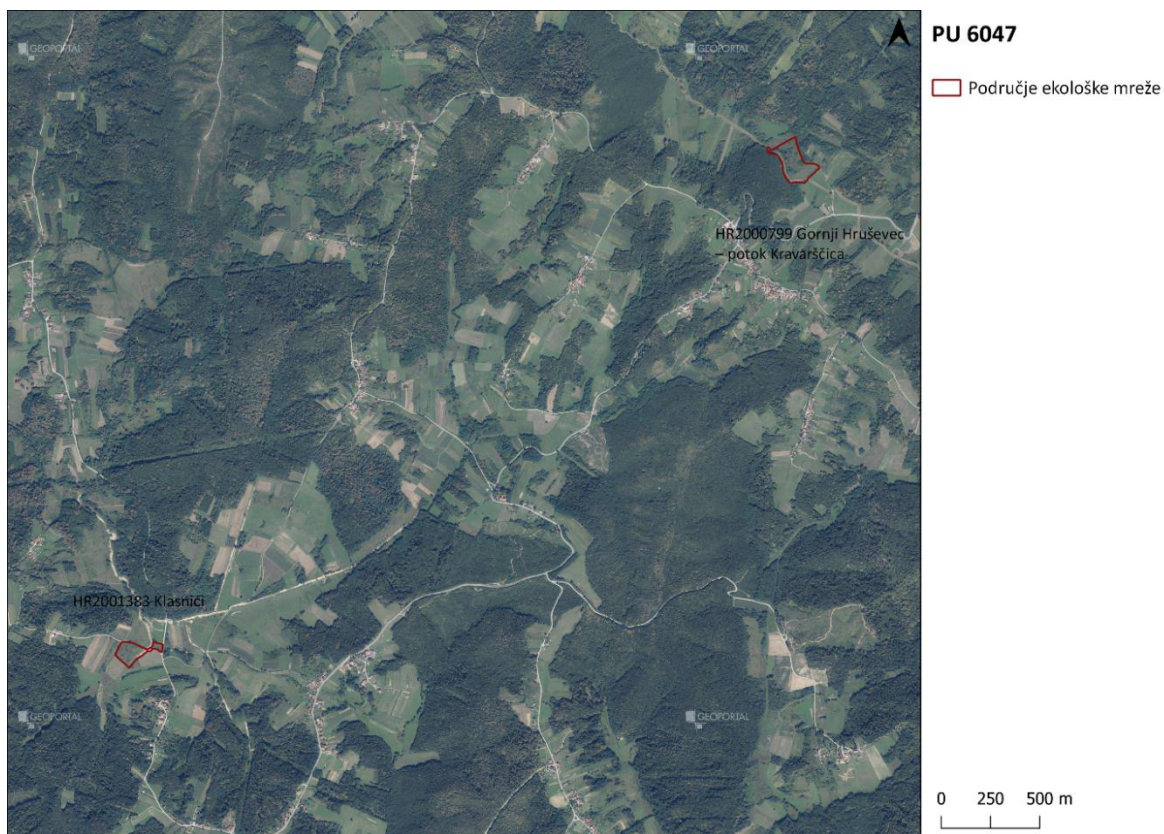 GEOPORTAL
GEOPORTAL
PU 6047
Područje ekološke mreže
HR2000799 Gornji Hruševec
– potok Kravarščica
HR2001383 Klasnići
GEOPORTAL
GEOPORTAL
0 250 500 m